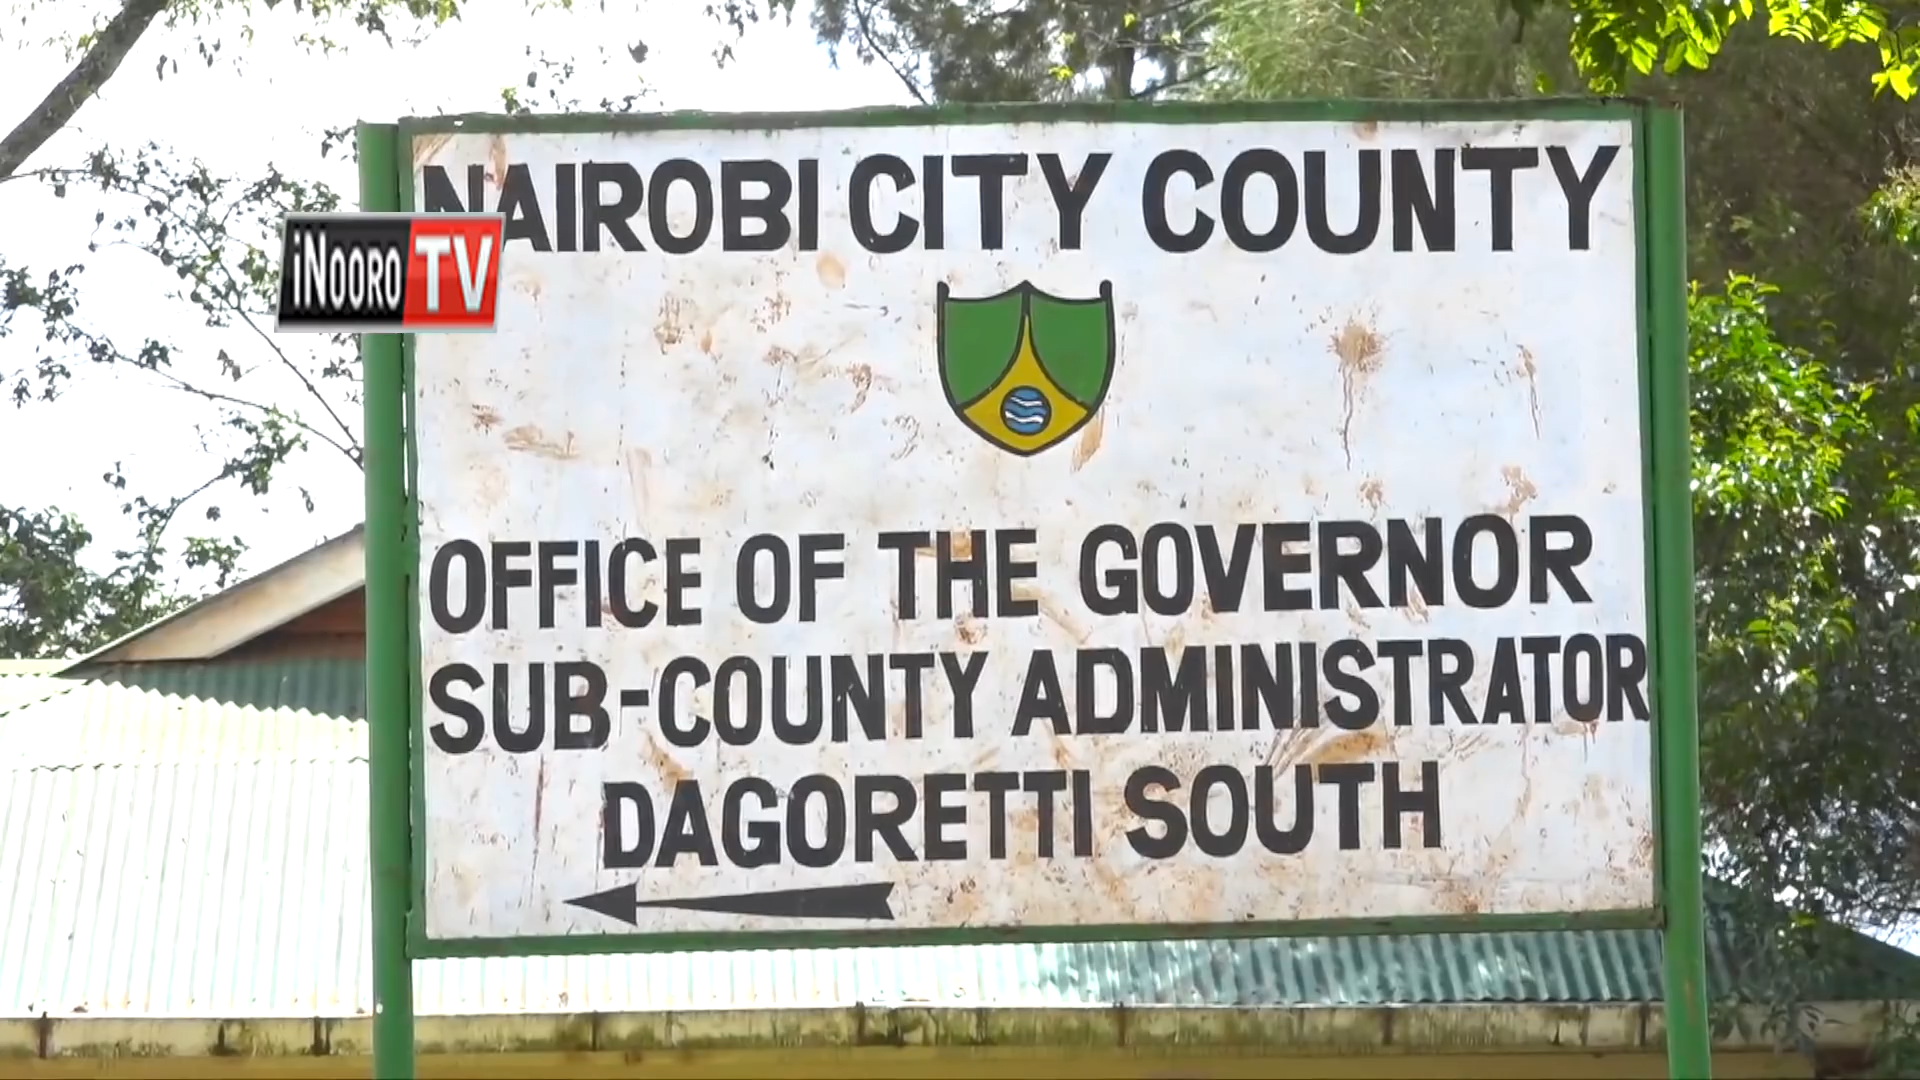 NAIROBI CITY COUNTY
iNOORO TV
OFFICE OF THE GOVERNOR
SUB-COUNTY ADMINISTRATOR
DAGORETTI SOUTH